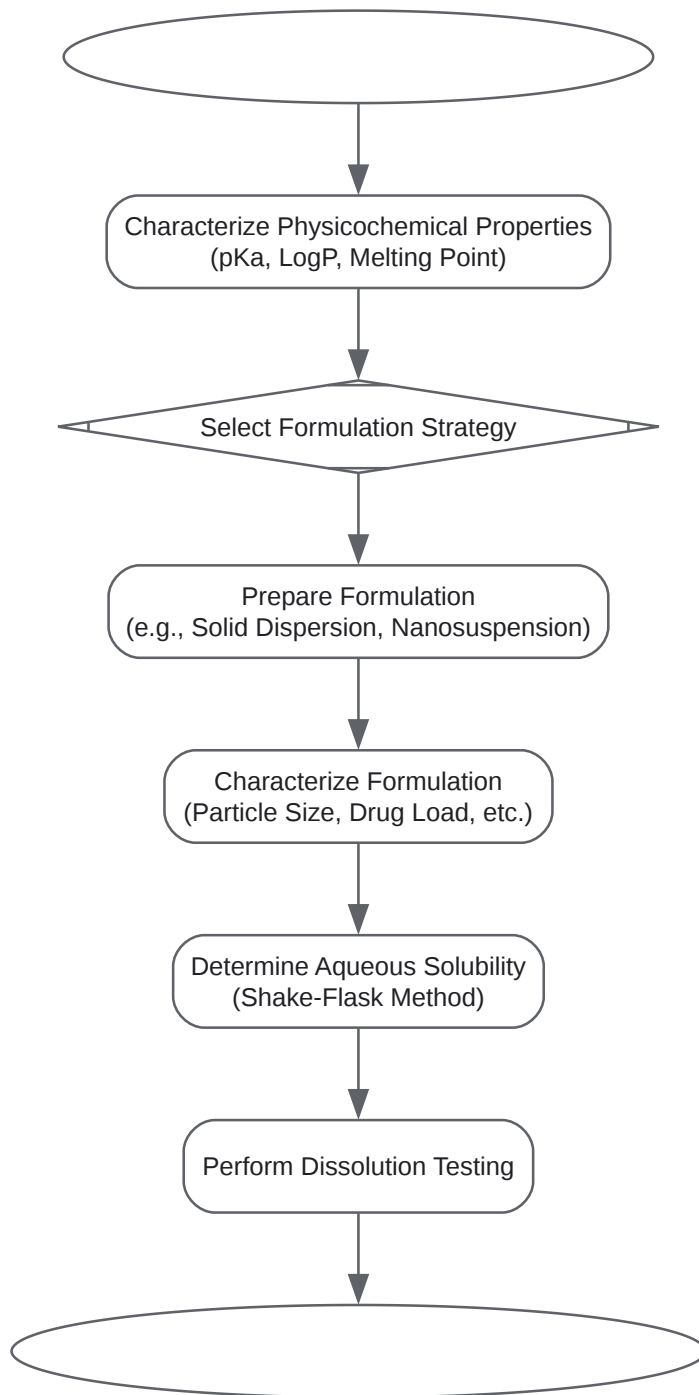 Characterize Physicochemical Properties
(pKa, LogP, Melting Point)
Select Formulation Strategy
Prepare Formulation
(e.g., Solid Dispersion, Nanosuspension)
Characterize Formulation
(Particle Size, Drug Load, etc.)
Determine Aqueous Solubility
(Shake-Flask Method)
Perform Dissolution Testing